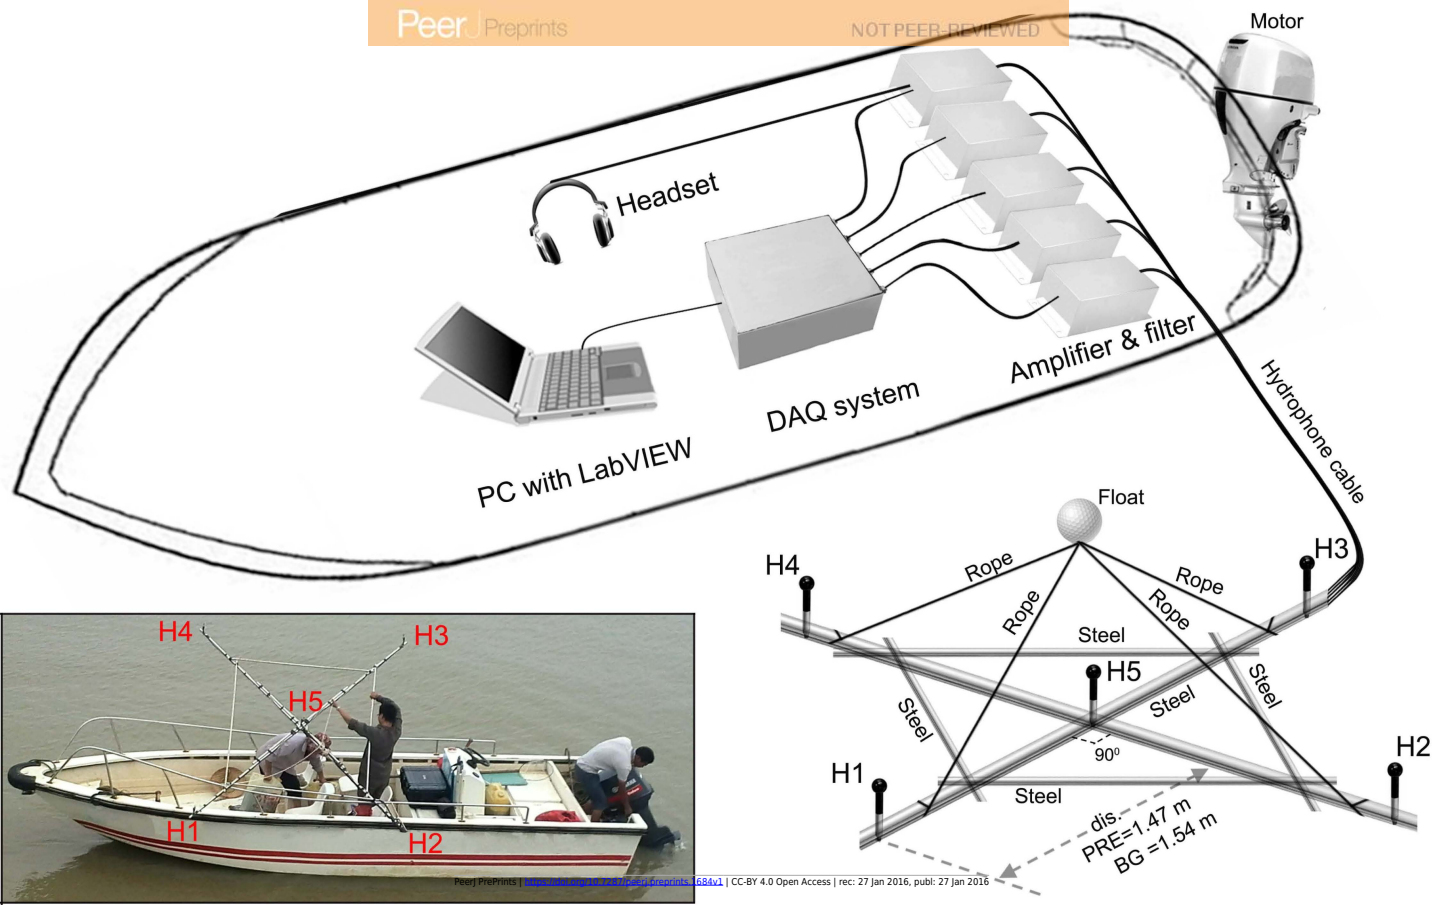 PeerJ Preprints
NOT PEER-REVIEWED
Motor
Headset
Amplifier & filter
DAQ system
PC with LabVIEW
Hydrophone cable
Float
H4
H3
Rope
Rope
Rope
Rope
Steel
H5
Steel
Steel
Steel
90⁰
H1
H2
Steel
dis.
PRE=1.47 m
BG =1.54 m
H4
H3
H5
H1
H2
PeerJ PrePrints | https://doi.org/10.7287/peerj.preprints.1684v1 | CC-BY 4.0 Open Access | rec: 27 Jan 2016, publ: 27 Jan 2016